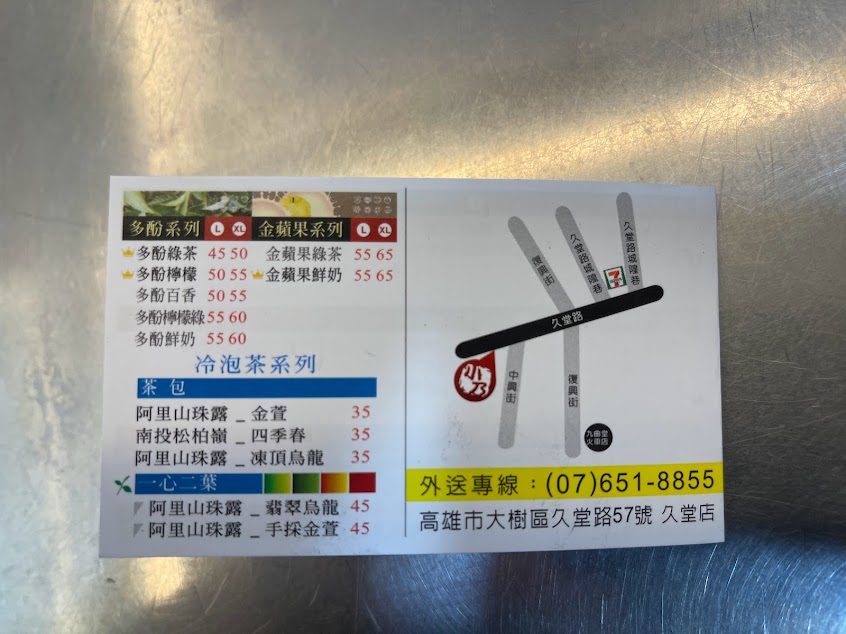 多酚系列 L XL
多酚綠茶 45 50
多酚檸檬 50 55
多酚百香 50 55
多酚檸檬綠 55 60
多酚鮮奶 55 60
金蘋果系列 L XL
金蘋果綠茶 55 65
金蘋果鮮奶 55 65
冷泡茶系列
茶包
阿里山珠露_金萱 35
南投松柏嶺_四季春 35
阿里山珠露_凍頂烏龍 35
一心二葉
阿里山珠露_翡翠烏龍 45
阿里山珠露_手採金萱 45
復興街
久堂路城隍巷
久堂路城隍巷
7
久堂路
小乃
中興街
復興街
九曲堂
火車店
外送專線：(07)651-8855
高雄市大樹區久堂路57號 久堂店